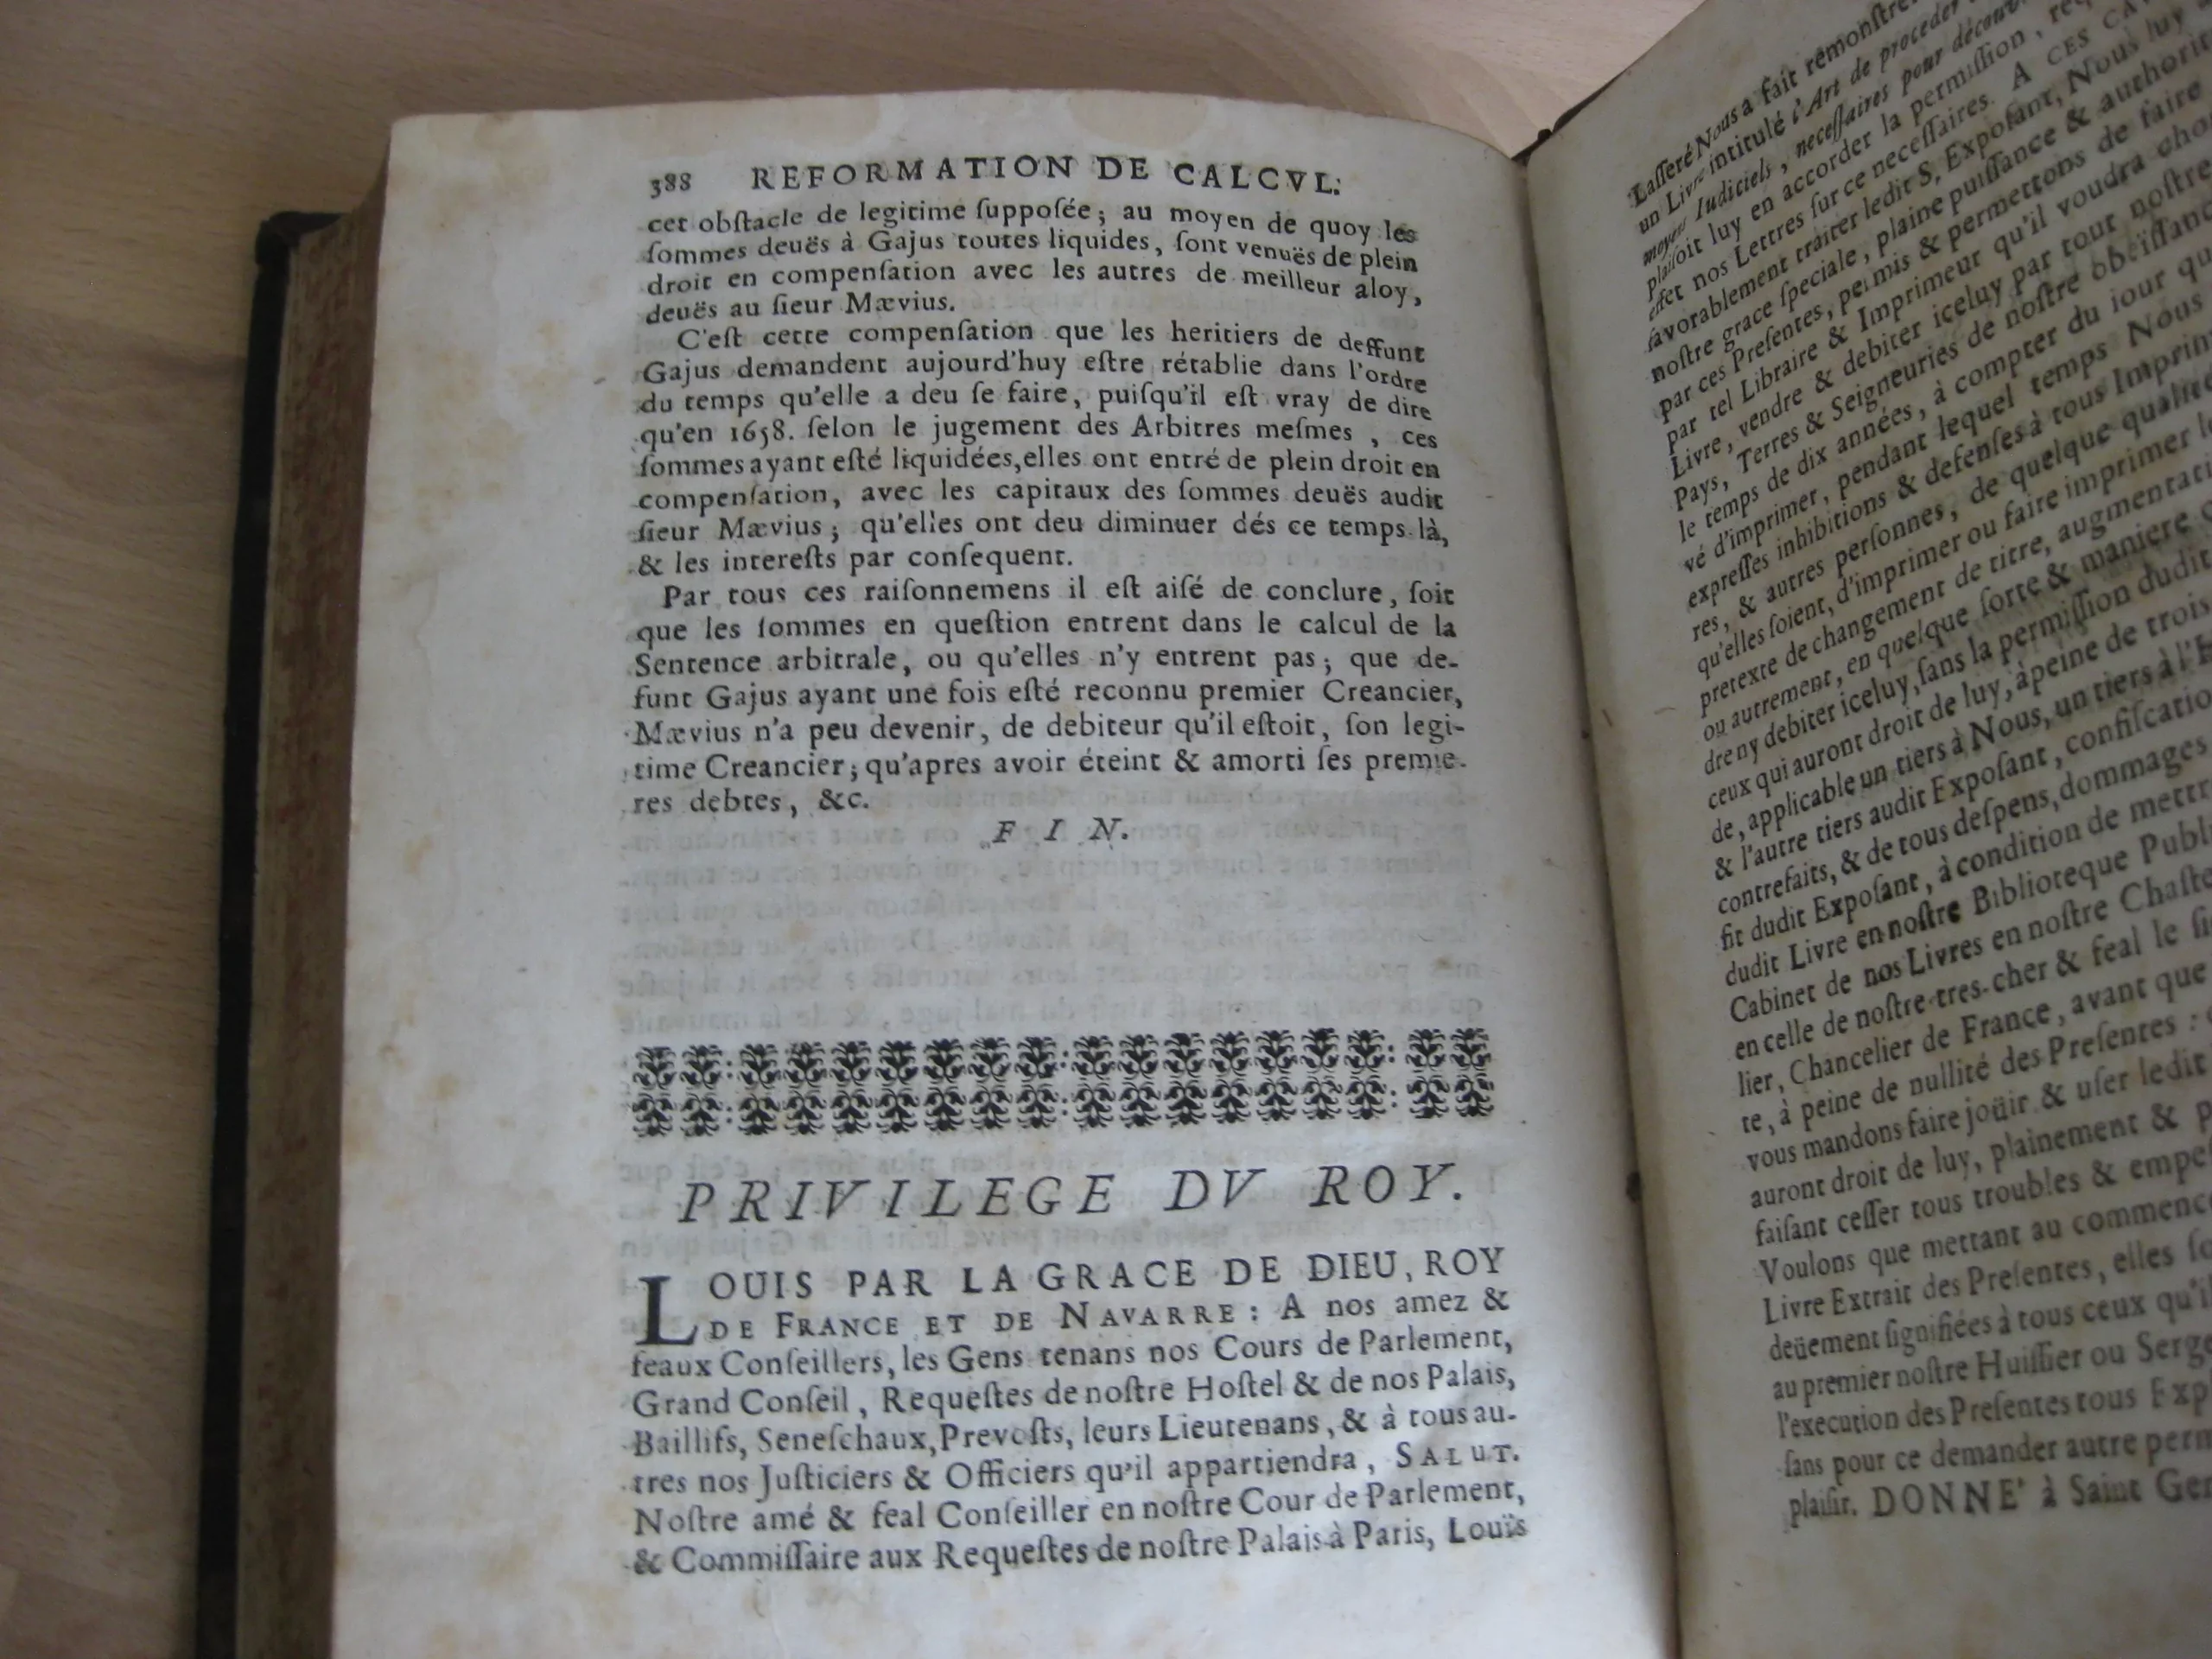 388 REFORMATION DE CALCVL.
cet obſtacle de legitime ſuppoſée; au moyen de quoy les
ſommes deuës à Gajus toutes liquides, ſont venuës de plein
droit en compenſation avec les autres de meilleur aloy,
deuës au ſieur Mævius.
C'eſt cette compenſation que les heritiers de deffunt
Gajus demandent aujourd'huy eſtre rétablie dans l'ordre
du temps qu'elle a deu ſe faire, puiſqu'il eſt vray de dire
qu'en 1658. ſelon le jugement des Arbitres meſmes, ces
ſommes ayant eſté liquidées, elles ont entré de plein droit en
compenſation, avec les capitaux des ſommes deuës audit
ſieur Mævius; qu'elles ont deu diminuer dés ce temps-là,
& les intereſts par conſequent.
Par tous ces raiſonnemens il eſt aiſé de conclure, ſoit
que les ſommes en queſtion entrent dans le calcul de la
Sentence arbitrale, ou qu'elles n'y entrent pas; que de-
funt Gajus ayant une fois eſté reconnu premier Creancier,
Mævius n'a peu devenir, de debiteur qu'il eſtoit, ſon legi-
time Creancier; qu'apres avoir éteint & amorti ſes premie-
res debtes, &c.
F I N.
PRIVILEGE DV ROY.
LOUIS PAR LA GRACE DE DIEU, ROY
DE FRANCE ET DE NAVARRE: A nos amez &
feaux Conſeillers, les Gens tenans nos Cours de Parlement,
Grand Conſeil, Requeſtes de noſtre Hoſtel & de nos Palais,
Baillifs, Seneſchaux, Prevoſts, leurs Lieutenans, & à tous au-
tres nos Juſticiers & Officiers qu'il appartiendra, SALUT.
Noſtre amé & feal Conſeiller en noſtre Cour de Parlement,
& Commiſſaire aux Requeſtes de noſtre Palais à Paris, Louïs
Laſſeré Nous a fait remonſtre
un Livre intitulé l'Art de proceder
moyens Iudiciels, neceſſaires pour
plaiſoit luy en accorder la permiſſion,
effet nos Lettres ſur ce neceſſaires. A CES
favorablement traiter ledit S. Expoſant, Nous luy
noſtre grace ſpeciale, plaine puiſſance & authorit
par ces Preſentes, permis & permettons de faire
par tel Libraire & Imprimeur qu'il voudra
Livre, vendre & debiter iceluy par tout noſtre
Pays, Terres & Seigneuries de noſtre obeïſſan
le temps de dix années, à compter du jour qu
vé d'imprimer, pendant lequel temps Nous
expreſſes inhibitions & defenſes à tous Imprim
res, & autres perſonnes, de quelque qualité
qu'elles ſoient, d'imprimer ou faire imprimer le
pretexte de changement de titre, augmentati
ou autrement, en quelque ſorte & maniere
dre ny debiter iceluy, ſans la permiſſion dudit
ceux qui auront droit de luy, à peine de trois
de, applicable un tiers à Nous, un tiers à l'
& l'autre tiers audit Expoſant, confiſcatio
contrefaits, & de tous deſpens, dommages
ſit dudit Expoſant, à condition de mettr
dudit Livre en noſtre Biblioteque Publ
Cabinet de nos Livres en noſtre Chaſte
en celle de noſtre tres-cher & feal le ſi
lier, Chancelier de France, avant que
te, à peine de nullité des Preſentes:
vous mandons faire joüir & uſer ledit
auront droit de luy, plainement & p
faiſant ceſſer tous troubles & empe
Voulons que mettant au commenc
Livre Extrait des Preſentes, elles ſo
deüement ſignifiées à tous ceux qu'il
au premier noſtre Huiſſier ou Serge
l'execution des Preſentes tous Expl
ſans pour ce demander autre perm
plaiſir. DONNE' à Saint Ger